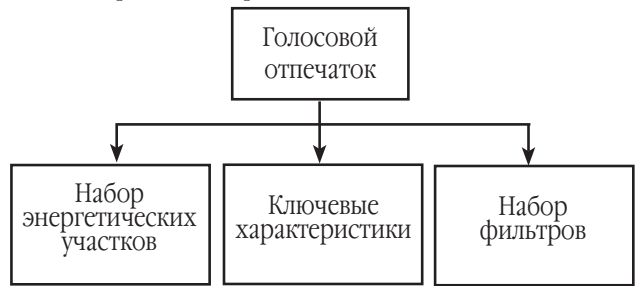 Голосовой
отпечаток
Набор
энергетических
участков
Ключевые
характеристики
Набор
фильтров